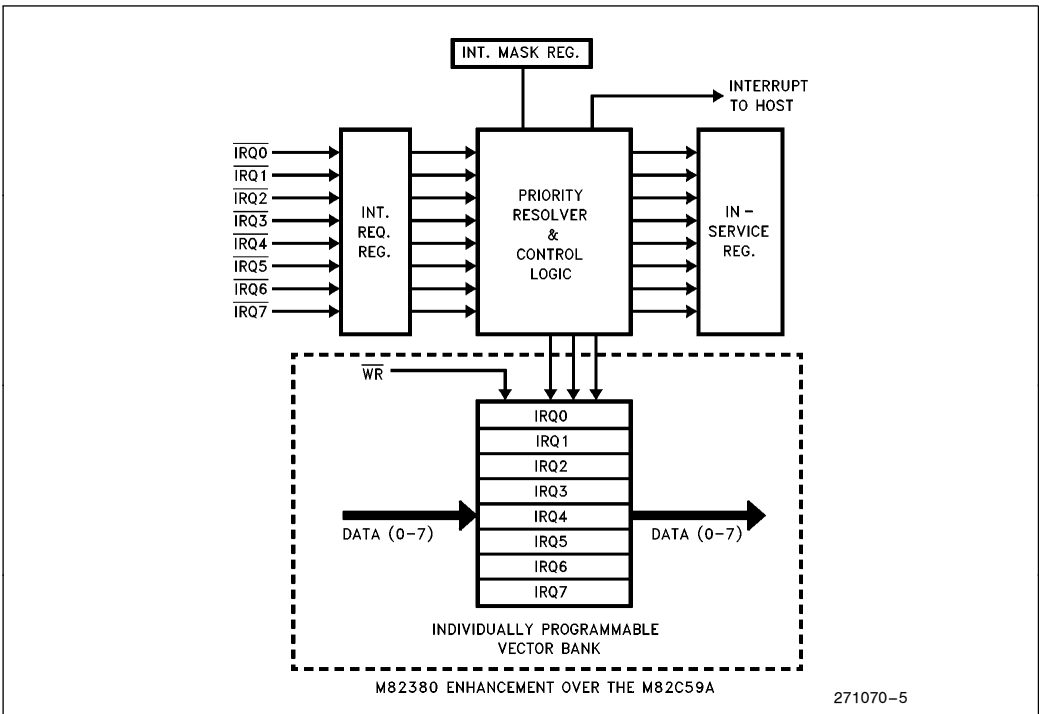 INT. MASK REG.
INTERRUPT
TO HOST
IRQ0
IRQ1
IRQ2
IRQ3
IRQ4
IRQ5
IRQ6
IRQ7
INT.
REQ.
REG.
PRIORITY
RESOLVER
&
CONTROL
LOGIC
IN-
SERVICE
REG.
WR
IRQ0
IRQ1
IRQ2
IRQ3
IRQ4
IRQ5
IRQ6
IRQ7
DATA (0-7)
DATA (0-7)
INDIVIDUALLY PROGRAMMABLE
VECTOR BANK
M82380 ENHANCEMENT OVER THE M82C59A
271070-5